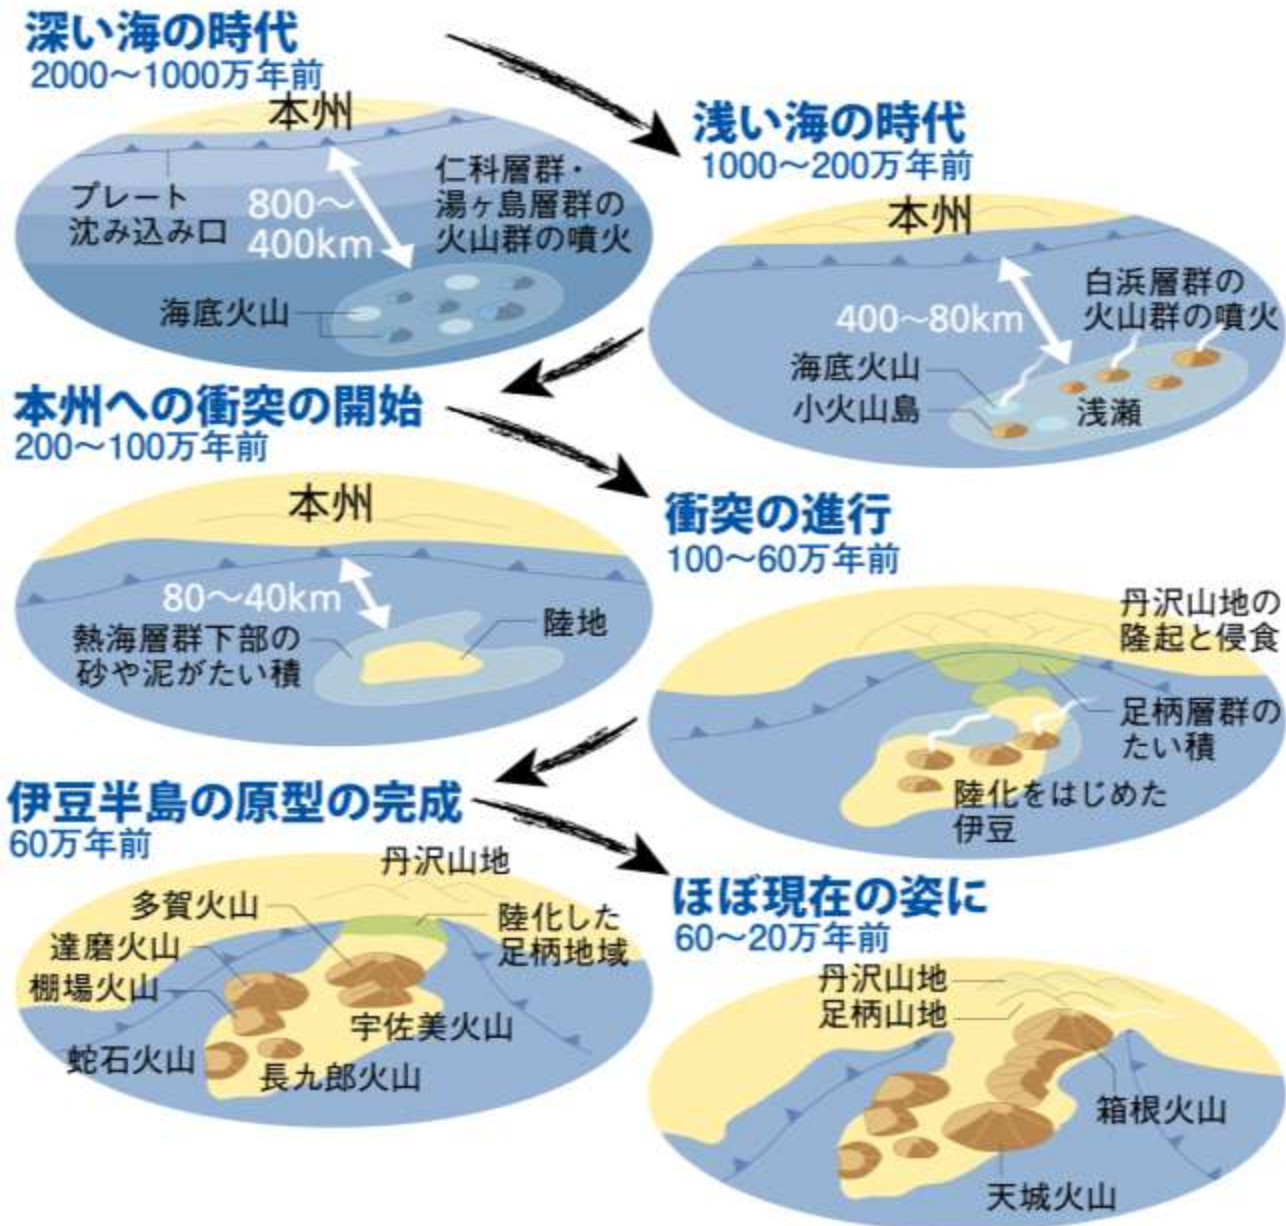 深い海の時代
2000〜1000万年前
本州
プレート
沈み込み口
800〜
400km
仁科層群・
湯ヶ島層群の
火山群の噴火
海底火山
浅い海の時代
1000〜200万年前
本州
400〜80km
白浜層群の
火山群の噴火
海底火山
小火山島
浅瀬
本州への衝突の開始
200〜100万年前
本州
80〜40km
熱海層群下部の
砂や泥がたい積
陸地
衝突の進行
100〜60万年前
丹沢山地の
隆起と侵食
足柄層群の
たい積
陸化をはじめた
伊豆
伊豆半島の原型の完成
60万年前
丹沢山地
多賀火山
達磨火山
棚場火山
蛇石火山
陸化した
足柄地域
宇佐美火山
長九郎火山
ほぼ現在の姿に
60〜20万年前
丹沢山地
足柄山地
箱根火山
天城火山